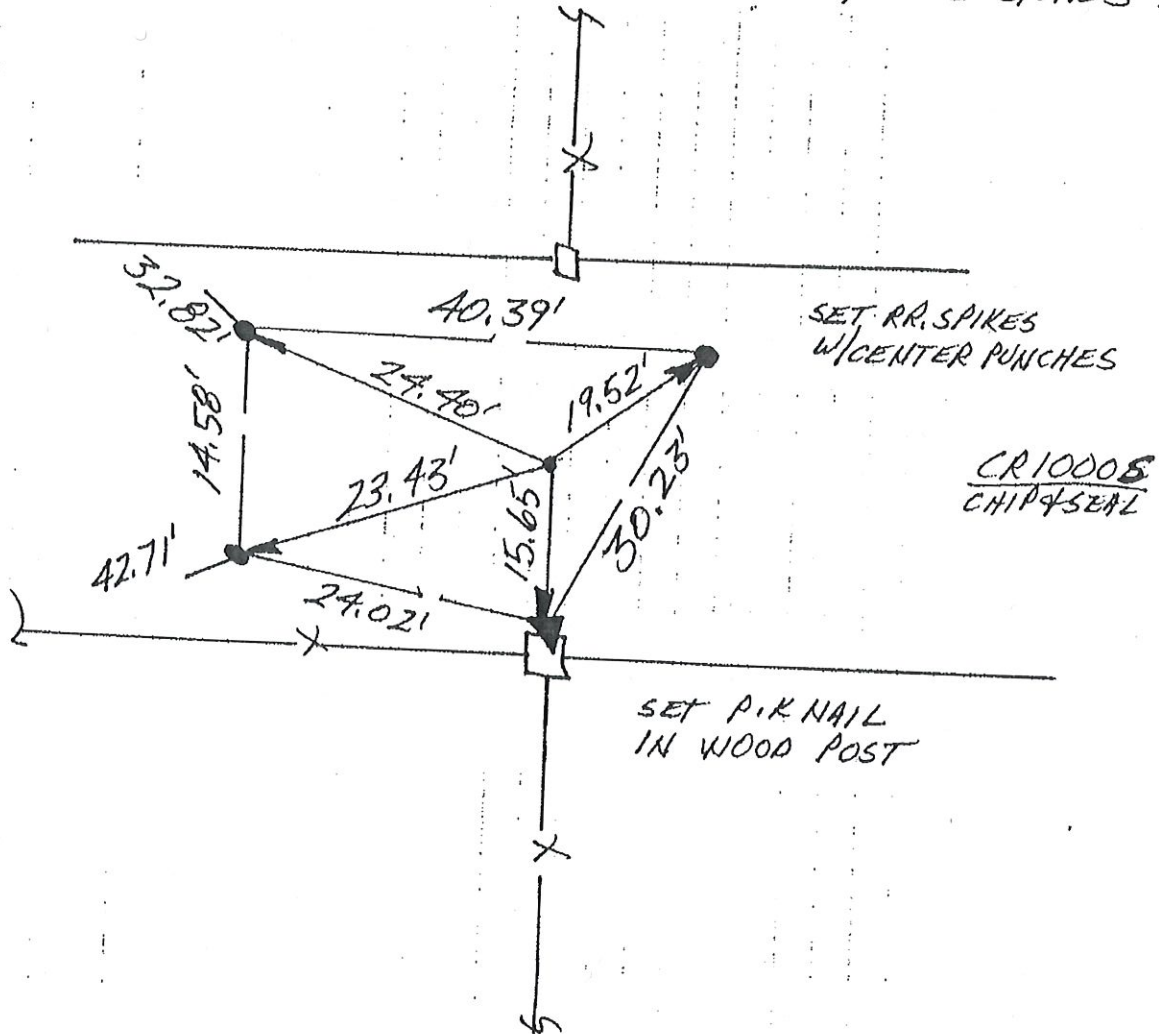 32.82'
40.39'
SET RR. SPIKES
W/CENTER PUNCHES
24.40'
19.52'
14.58'
23.43'
15.65'
30.23'
CR1000S
CHIP&SEAL
42.71'
24.02'
SET P.K NAIL
IN WOOD POST